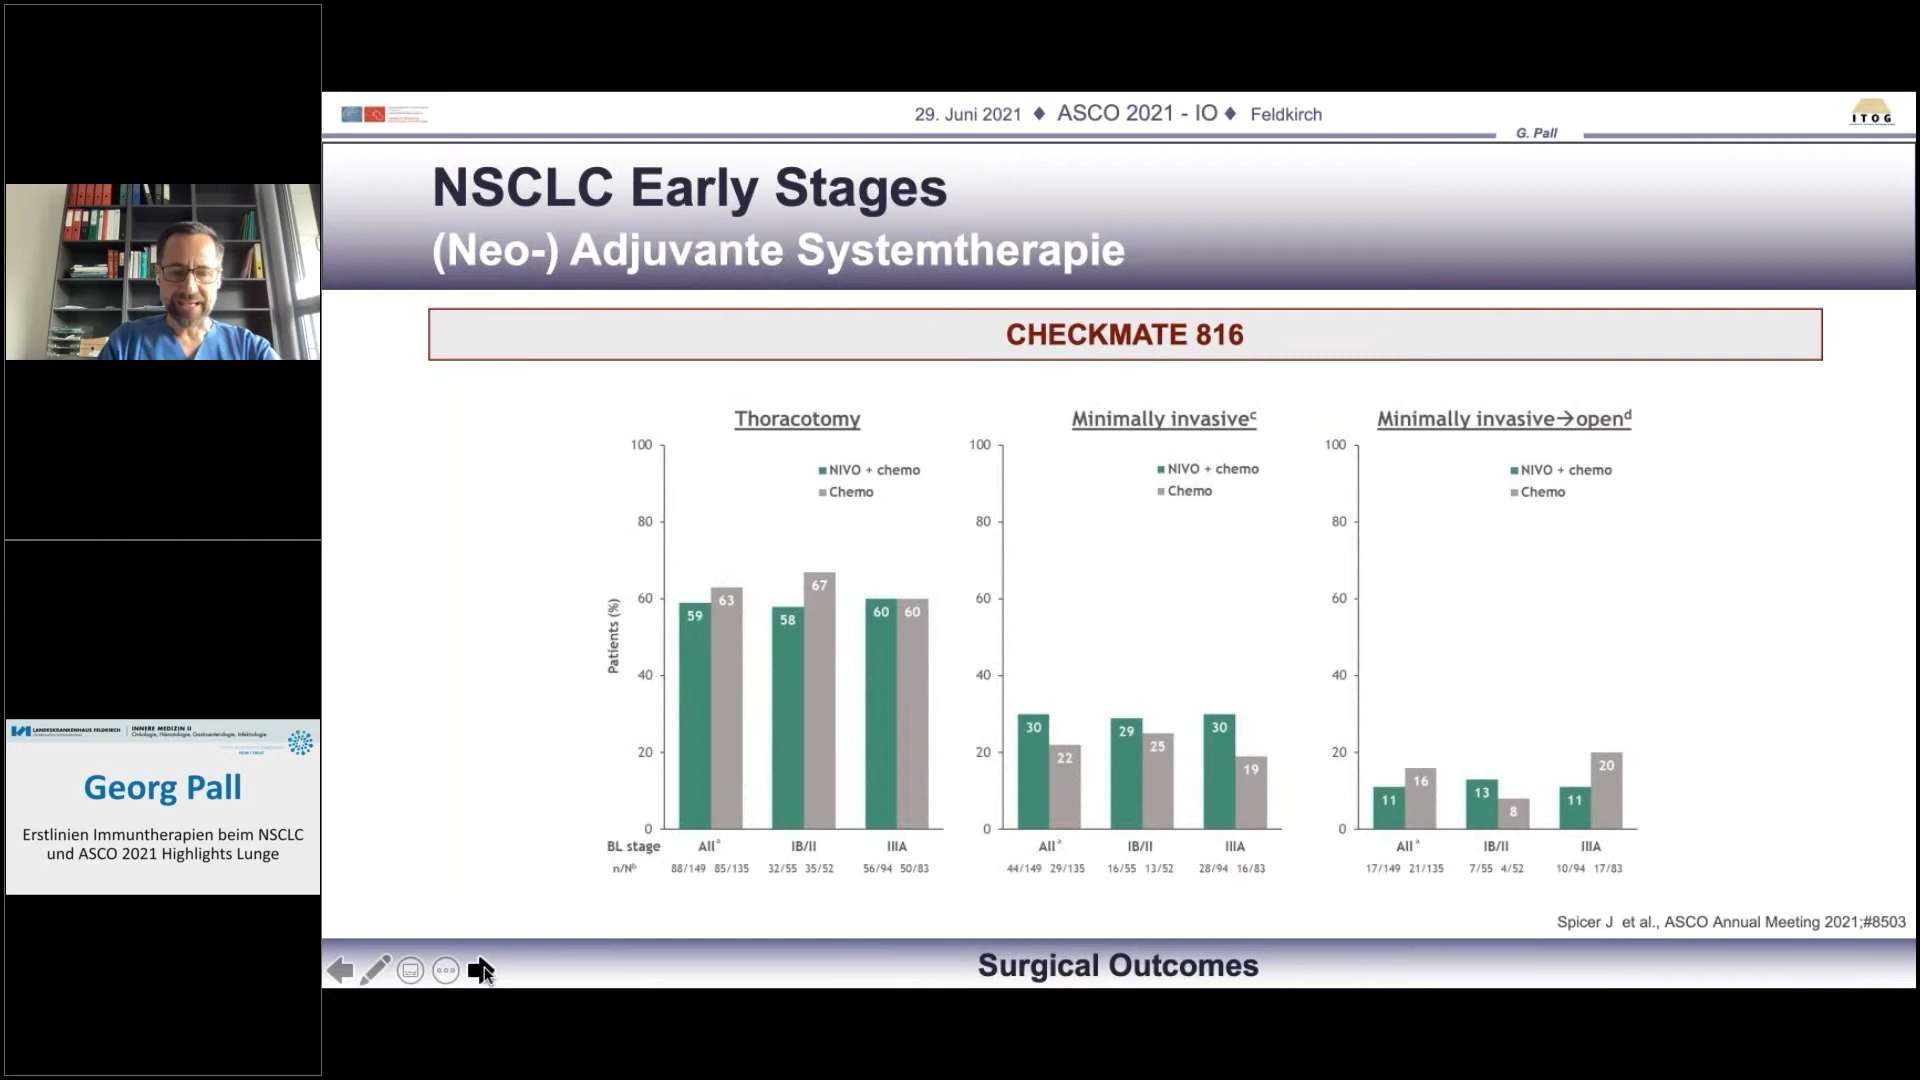 29. Juni 2021 ♦ ASCO 2021 - IO ♦ Feldkirch
G. Pall
ITOG
NSCLC Early Stages
(Neo-) Adjuvante Systemtherapie
CHECKMATE 816
Thoracotomy
100
80
60
40
20
0
Patients (%)
NIVO + chemo
Chemo
59 63 58 67 60 60
BL stage Allª IB/II IIIA
n/Nᵇ 88/149 85/135 32/55 35/52 56/94 50/83
Minimally invasiveᶜ
100
80
60
40
20
0
NIVO + chemo
Chemo
30 22 29 25 30 19
Allª IB/II IIIA
44/149 29/135 16/55 13/52 28/94 16/83
Minimally invasive→openᵈ
100
80
60
40
20
0
NIVO + chemo
Chemo
11 16 13 8 11 20
Allª IB/II IIIA
17/149 21/135 7/55 4/52 10/94 17/83
Spicer J et al., ASCO Annual Meeting 2021;#8503
Surgical Outcomes
LANDESKRANKENHAUS FELDKIRCH
INNERE MEDIZIN II
Onkologie, Hämatologie, Gastroenterologie, Infektiologie
Georg Pall
Erstlinien Immuntherapien beim NSCLC
und ASCO 2021 Highlights Lunge